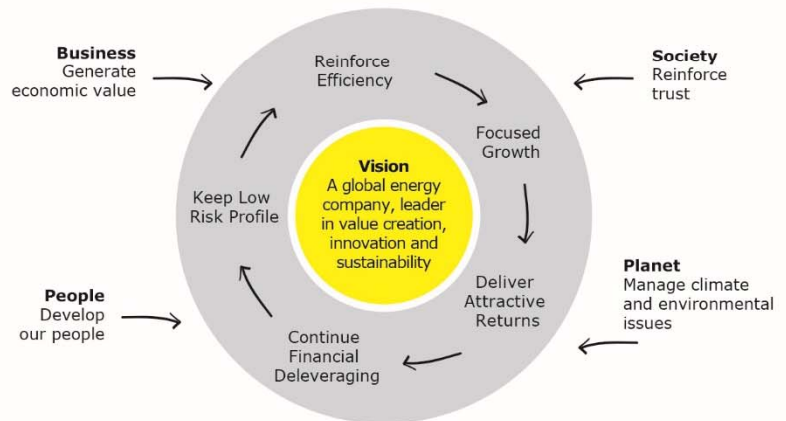 Business
Generate
economic value
Society
Reinforce
trust
Reinforce
Efficiency
Focused
Growth
Deliver
Attractive
Returns
Continue
Financial
Deleveraging
Keep Low
Risk Profile
Vision
A global energy
company, leader
in value creation,
innovation and
sustainability
People
Develop
our people
Planet
Manage climate
and environmental
issues